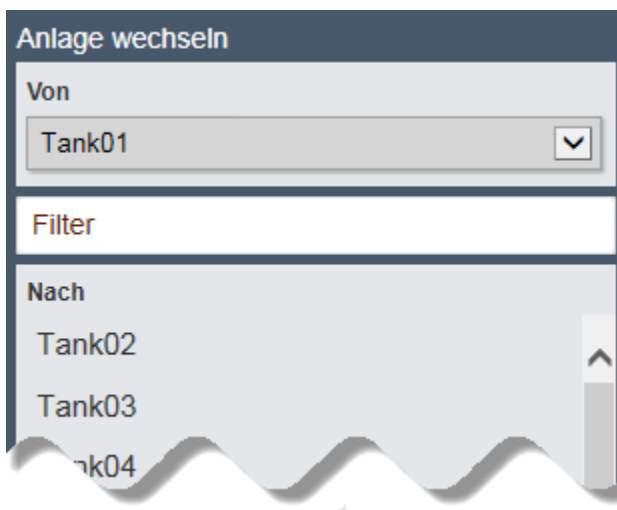 Anlage wechseln
Von
Tank01
Filter
Nach
Tank02
Tank03